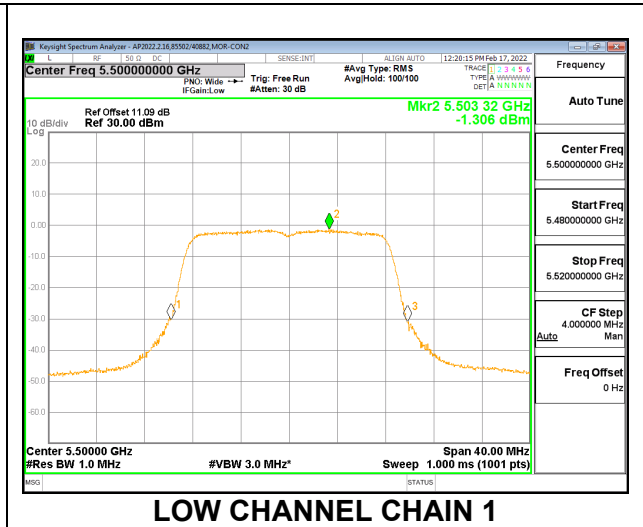 Keysight Spectrum Analyzer - AP2022.2.16,85502/40882,MOR-CON2
L RF 50 Ω DC SENSE:INT ALIGN AUTO 12:20:15 PM Feb 17, 2022
Center Freq 5.500000000 GHz
PNO: Wide
IFGain:Low
Trig: Free Run
#Atten: 30 dB
#Avg Type: RMS
Avg|Hold: 100/100
TRACE 1 2 3 4 5 6
TYPE A WWWWW
DET A N N N N N
Frequency
Auto Tune
Center Freq
5.500000000 GHz
Start Freq
5.480000000 GHz
Stop Freq
5.520000000 GHz
CF Step
4.000000 MHz
Auto Man
Freq Offset
0 Hz
Mkr2 5.503 32 GHz
-1.306 dBm
Ref Offset 11.09 dB
10 dB/div Ref 30.00 dBm
Log
20.0
10.0
0.00
-10.0
-20.0
-30.0
-40.0
-50.0
-60.0
1
2
3
Center 5.50000 GHz Span 40.00 MHz
#Res BW 1.0 MHz #VBW 3.0 MHz* Sweep 1.000 ms (1001 pts)
MSG STATUS
LOW CHANNEL CHAIN 1